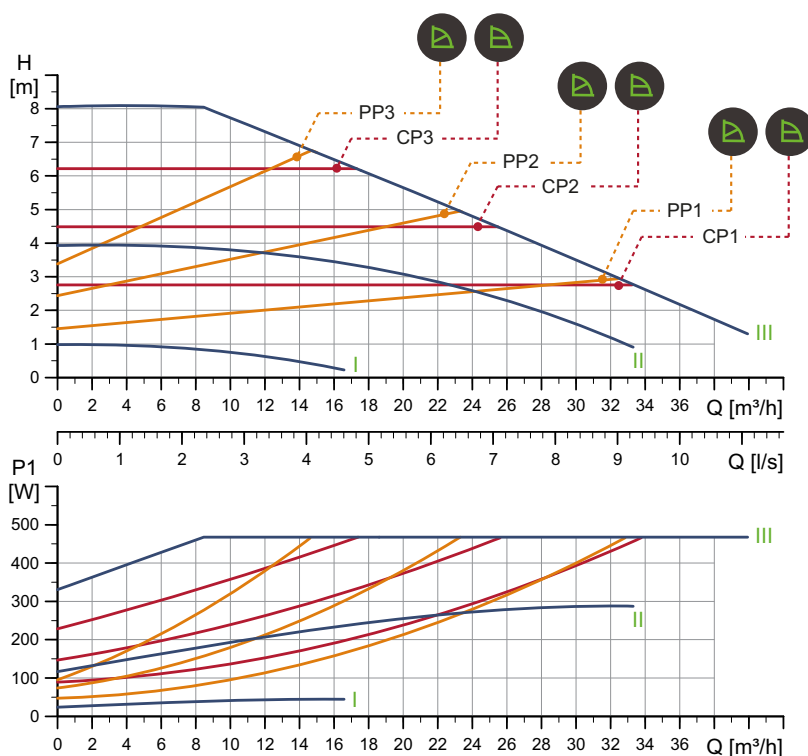 H
[m]
PP3
CP3
PP2
CP2
PP1
CP1
8
7
6
5
4
3
2
1
0
I
II
III
0 2 4 6 8 10 12 14 16 18 20 22 24 26 28 30 32 34 36 Q [m³/h]
0 1 2 3 4 5 6 7 8 9 10 Q [l/s]
P1
[W]
500
400
300
200
100
0
I
II
III
0 2 4 6 8 10 12 14 16 18 20 22 24 26 28 30 32 34 36 Q [m³/h]